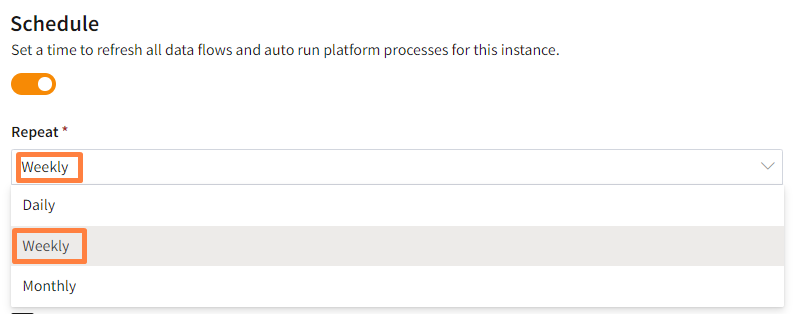 Schedule
Set a time to refresh all data flows and auto run platform processes for this instance.
Repeat *
Weekly
Daily
Weekly
Monthly